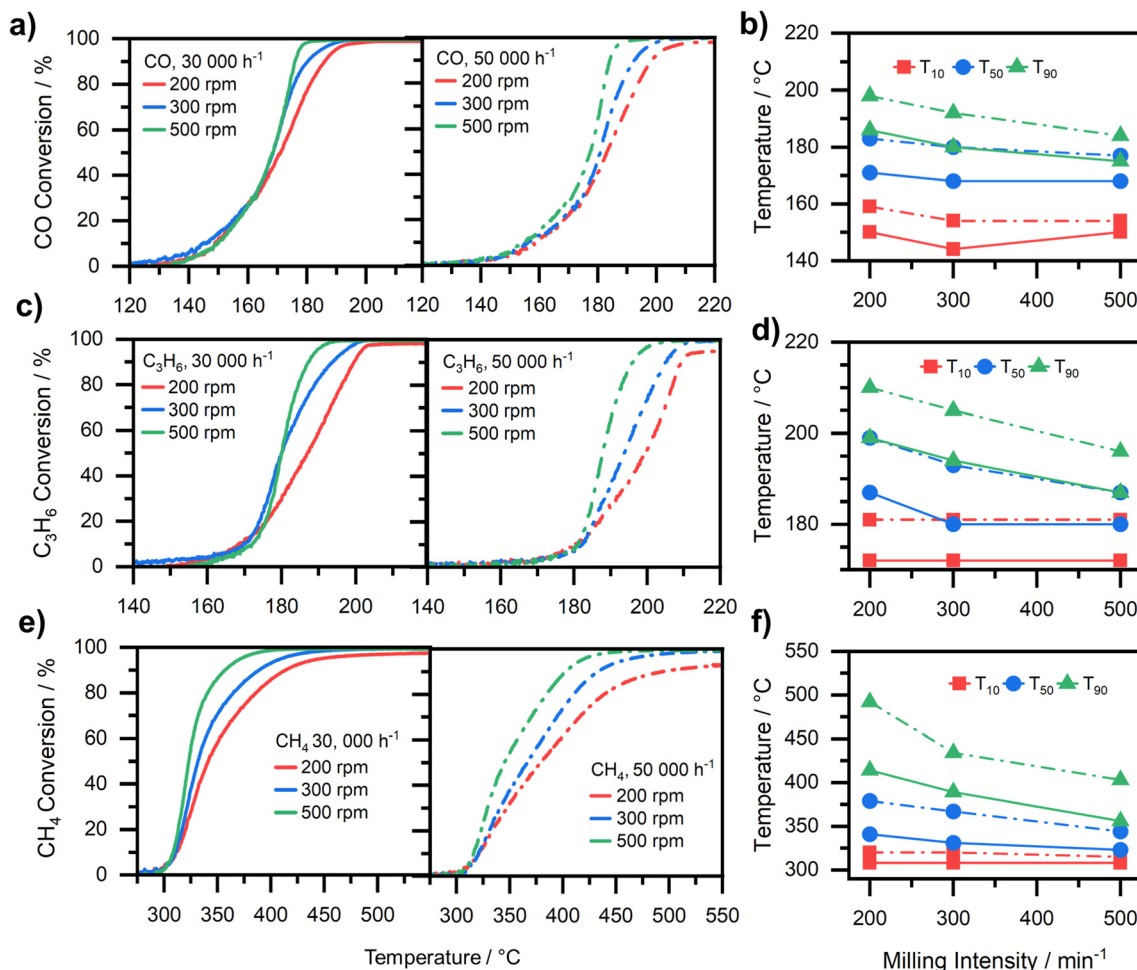 a)
CO Conversion / %
100
80
60
40
20
0
CO, 30 000 h⁻¹
200 rpm
300 rpm
500 rpm
120 140 160 180 200
CO, 50 000 h⁻¹
200 rpm
300 rpm
500 rpm
120 140 160 180 200 220
b)
Temperature / °C
220
200
180
160
140
T₁₀ T₅₀ T₉₀
200 300 400 500
c)
C₃H₆ Conversion / %
100
80
60
40
20
0
C₃H₆, 30 000 h⁻¹
200 rpm
300 rpm
500 rpm
140 160 180 200
C₃H₆, 50 000 h⁻¹
200 rpm
300 rpm
500 rpm
140 160 180 200 220
d)
Temperature / °C
220
200
180
T₁₀ T₅₀ T₉₀
200 300 400 500
e)
CH₄ Conversion / %
100
80
60
40
20
0
CH₄ 30, 000 h⁻¹
200 rpm
300 rpm
500 rpm
300 350 400 450 500
CH₄, 50 000 h⁻¹
200 rpm
300 rpm
500 rpm
300 350 400 450 500 550
f)
Temperature / °C
550
500
450
400
350
300
T₁₀ T₅₀ T₉₀
200 300 400 500
Temperature / °C
Milling Intensity / min⁻¹